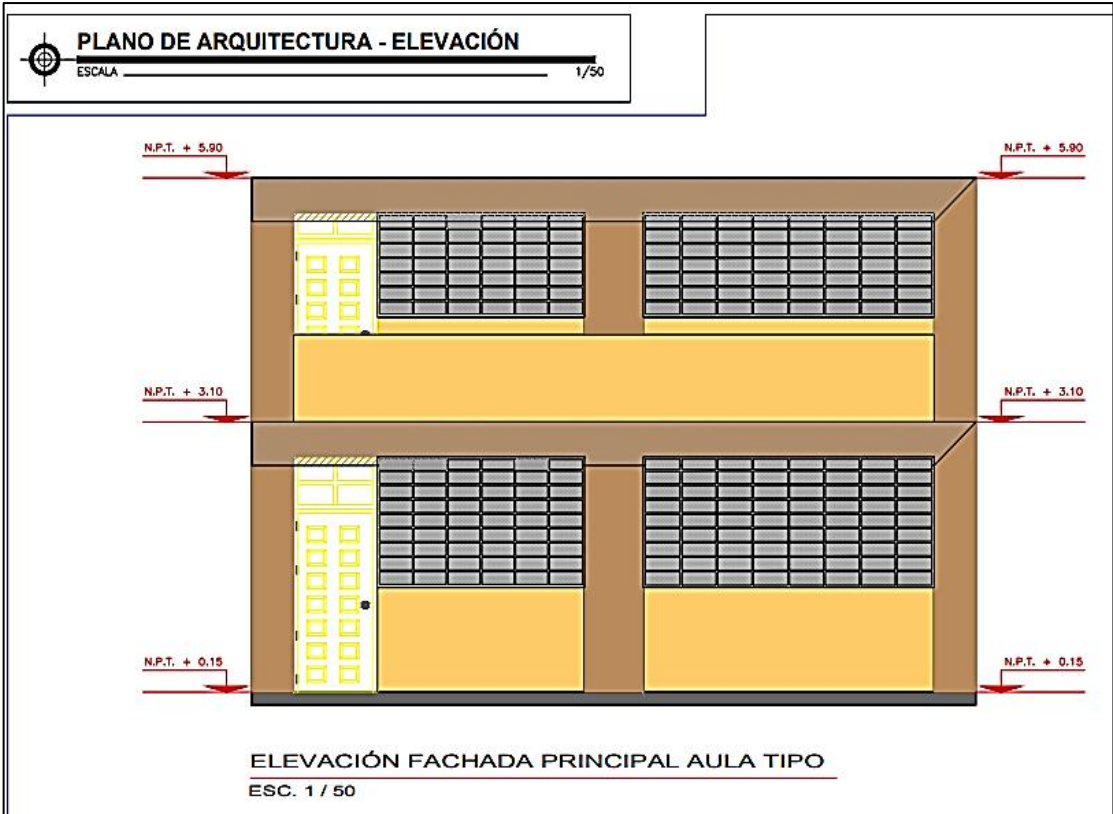 PLANO DE ARQUITECTURA - ELEVACIÓN
ESCALA 1/50
N.P.T. + 5.90
N.P.T. + 5.90
N.P.T. + 3.10
N.P.T. + 3.10
N.P.T. + 0.15
N.P.T. + 0.15
ELEVACIÓN FACHADA PRINCIPAL AULA TIPO
ESC. 1 / 50